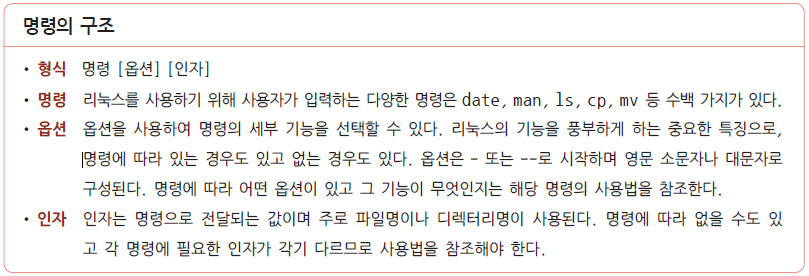 명령의 구조
• 형식 명령 [옵션] [인자]
• 명령 리눅스를 사용하기 위해 사용자가 입력하는 다양한 명령은 date, man, ls, cp, mv 등 수백 가지가 있다.
• 옵션 옵션을 사용하여 명령의 세부 기능을 선택할 수 있다. 리눅스의 기능을 풍부하게 하는 중요한 특징으로,
명령에 따라 있는 경우도 있고 없는 경우도 있다. 옵션은 - 또는 --로 시작하며 영문 소문자나 대문자로
구성된다. 명령에 따라 어떤 옵션이 있고 그 기능이 무엇인지는 해당 명령의 사용법을 참조한다.
• 인자 인자는 명령으로 전달되는 값이며 주로 파일명이나 디렉터리명이 사용된다. 명령에 따라 없을 수도 있
고 각 명령에 필요한 인자가 각기 다르므로 사용법을 참조해야 한다.